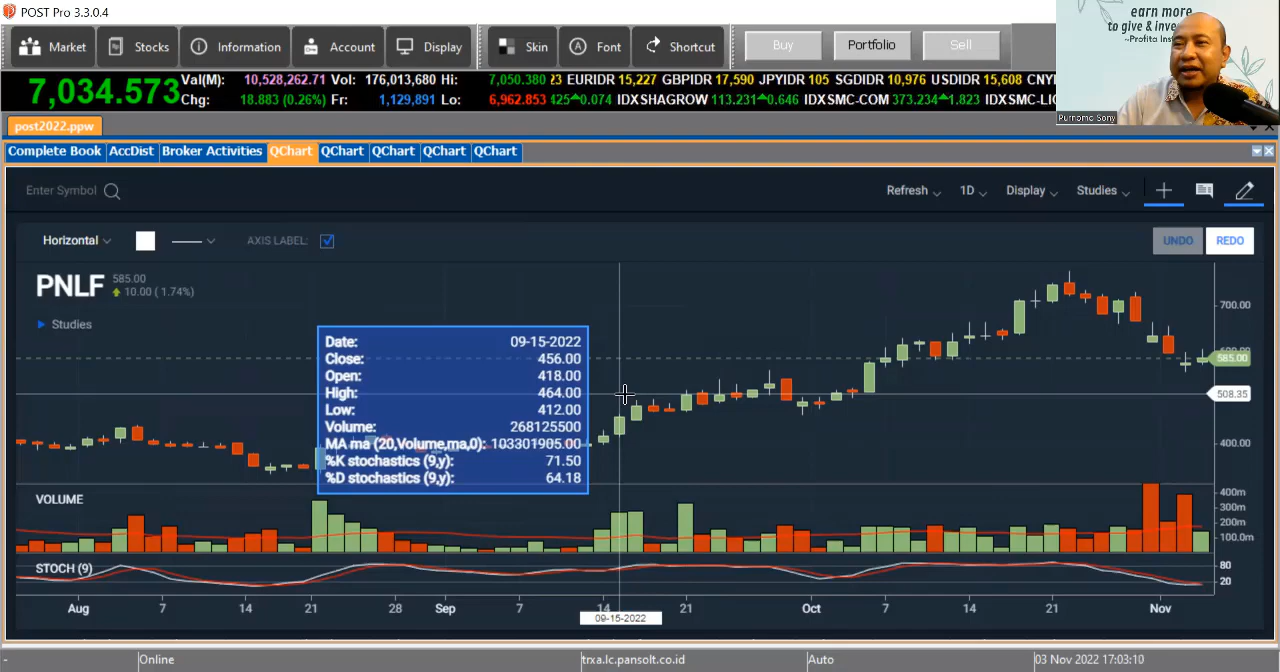 POST Pro 3.3.0.4
earn more
to give & inve
~Profita Inst
Purnomo Sony
Market Stocks Information Account Display Skin Font Shortcut Buy Portfolio Sell
7,034.573
Val(M): 10,528,262.71 Vol: 176,013,680 Hi: 7,050.380 23 EURIDR 15,227 GBPIDR 17,590 JPYIDR 105 SGDIDR 10,976 USDIDR 15,608 CNY
Chg: 18.883 (0.26%) Fr: 1,129,891 Lo: 6,962.853 425 0.074 IDXSHAGROW 113.231 0.646 IDXSMC-COM 373.234 1.823 IDXSMC-LI
post2022.ppw
Complete Book AccDist Broker Activities QChart QChart QChart QChart QChart
Enter Symbol Refresh 1D Display Studies
Horizontal AXIS LABEL: UNDO REDO
PNLF 585.00
10.00 ( 1.74%)
Studies
Date: 09-15-2022
Close: 456.00
Open: 418.00
High: 464.00
Low: 412.00
Volume: 268125500
MA ma (20,Volume,ma,0): 103301905.00
%K stochastics (9,y): 71.50
%D stochastics (9,y): 64.18
700.00
585.00
508.35
400.00
VOLUME
400m
300m
200m
100.0m
STOCH (9)
80
20
Aug 7 14 21 28 Sep 7 14 21 Oct 7 14 21 Nov
09-15-2022
- Online trxa.lc.pansolt.co.id Auto 03 Nov 2022 17:03:10